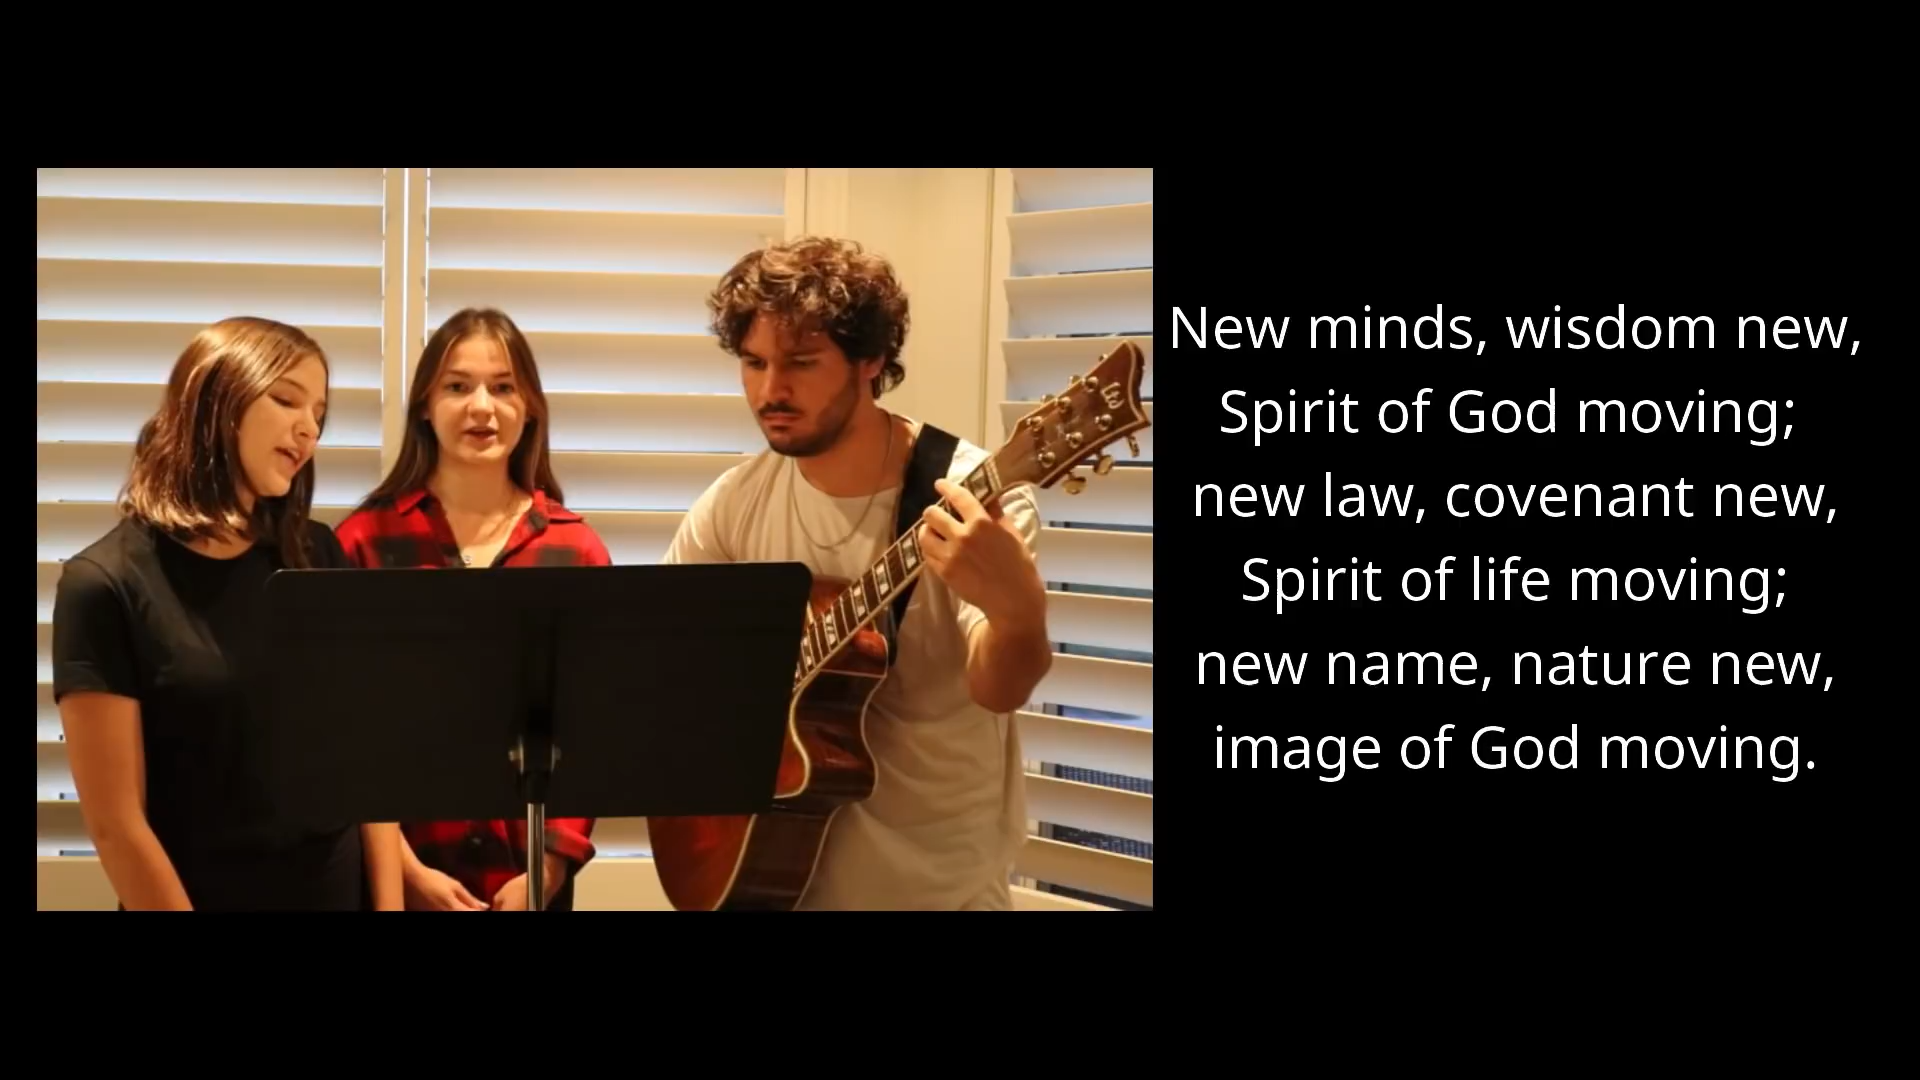 New minds, wisdom new,
Spirit of God moving;
new law, covenant new,
Spirit of life moving;
new name, nature new,
image of God moving.